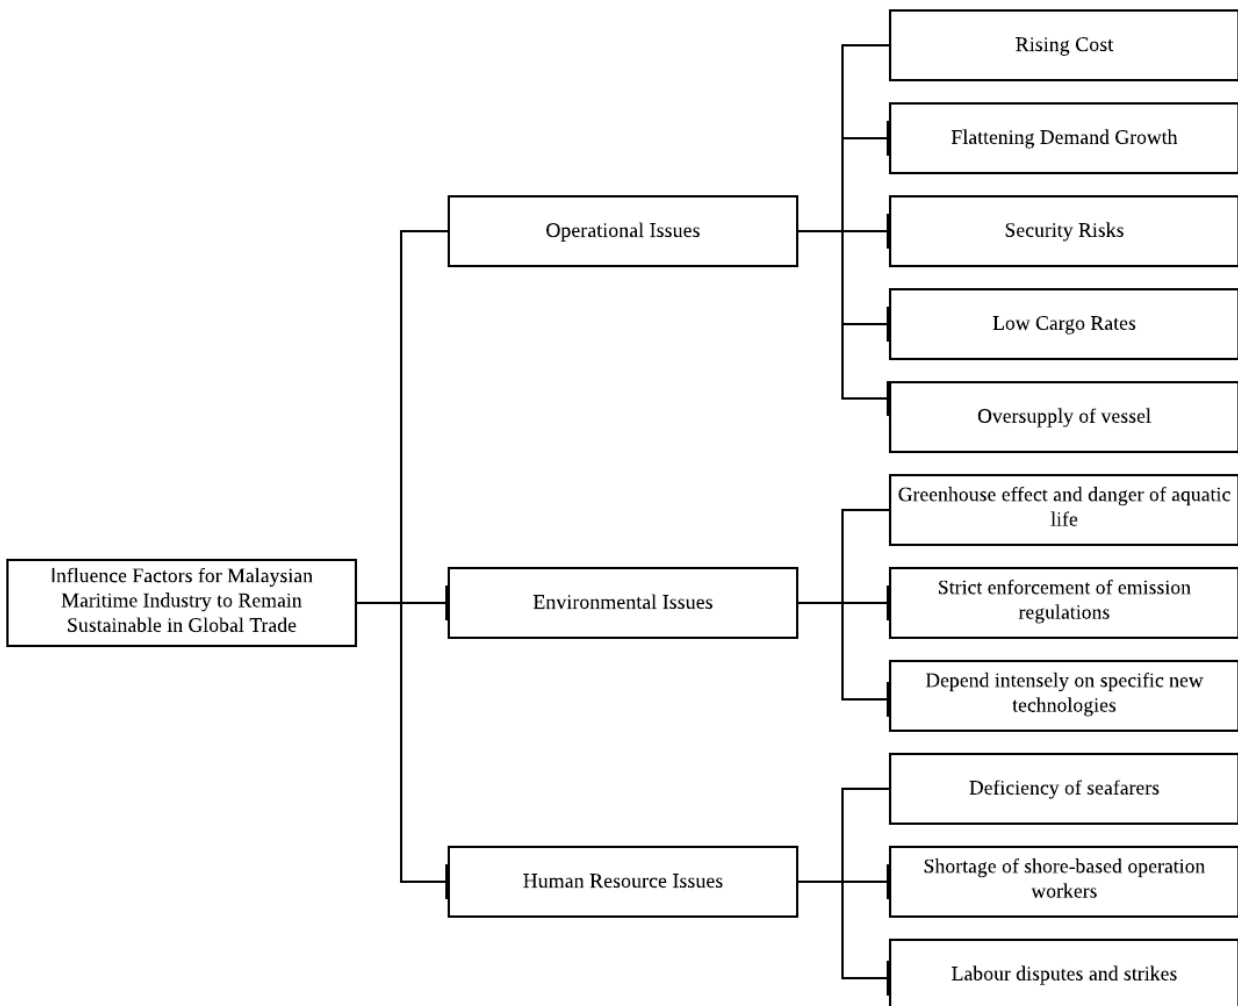 Rising Cost
Flattening Demand Growth
Operational Issues
Security Risks
Low Cargo Rates
Oversupply of vessel
Greenhouse effect and danger of aquatic
life
Influence Factors for Malaysian
Maritime Industry to Remain
Sustainable in Global Trade
Environmental Issues
Strict enforcement of emission
regulations
Depend intensely on specific new
technologies
Deficiency of seafarers
Human Resource Issues
Shortage of shore-based operation
workers
Labour disputes and strikes